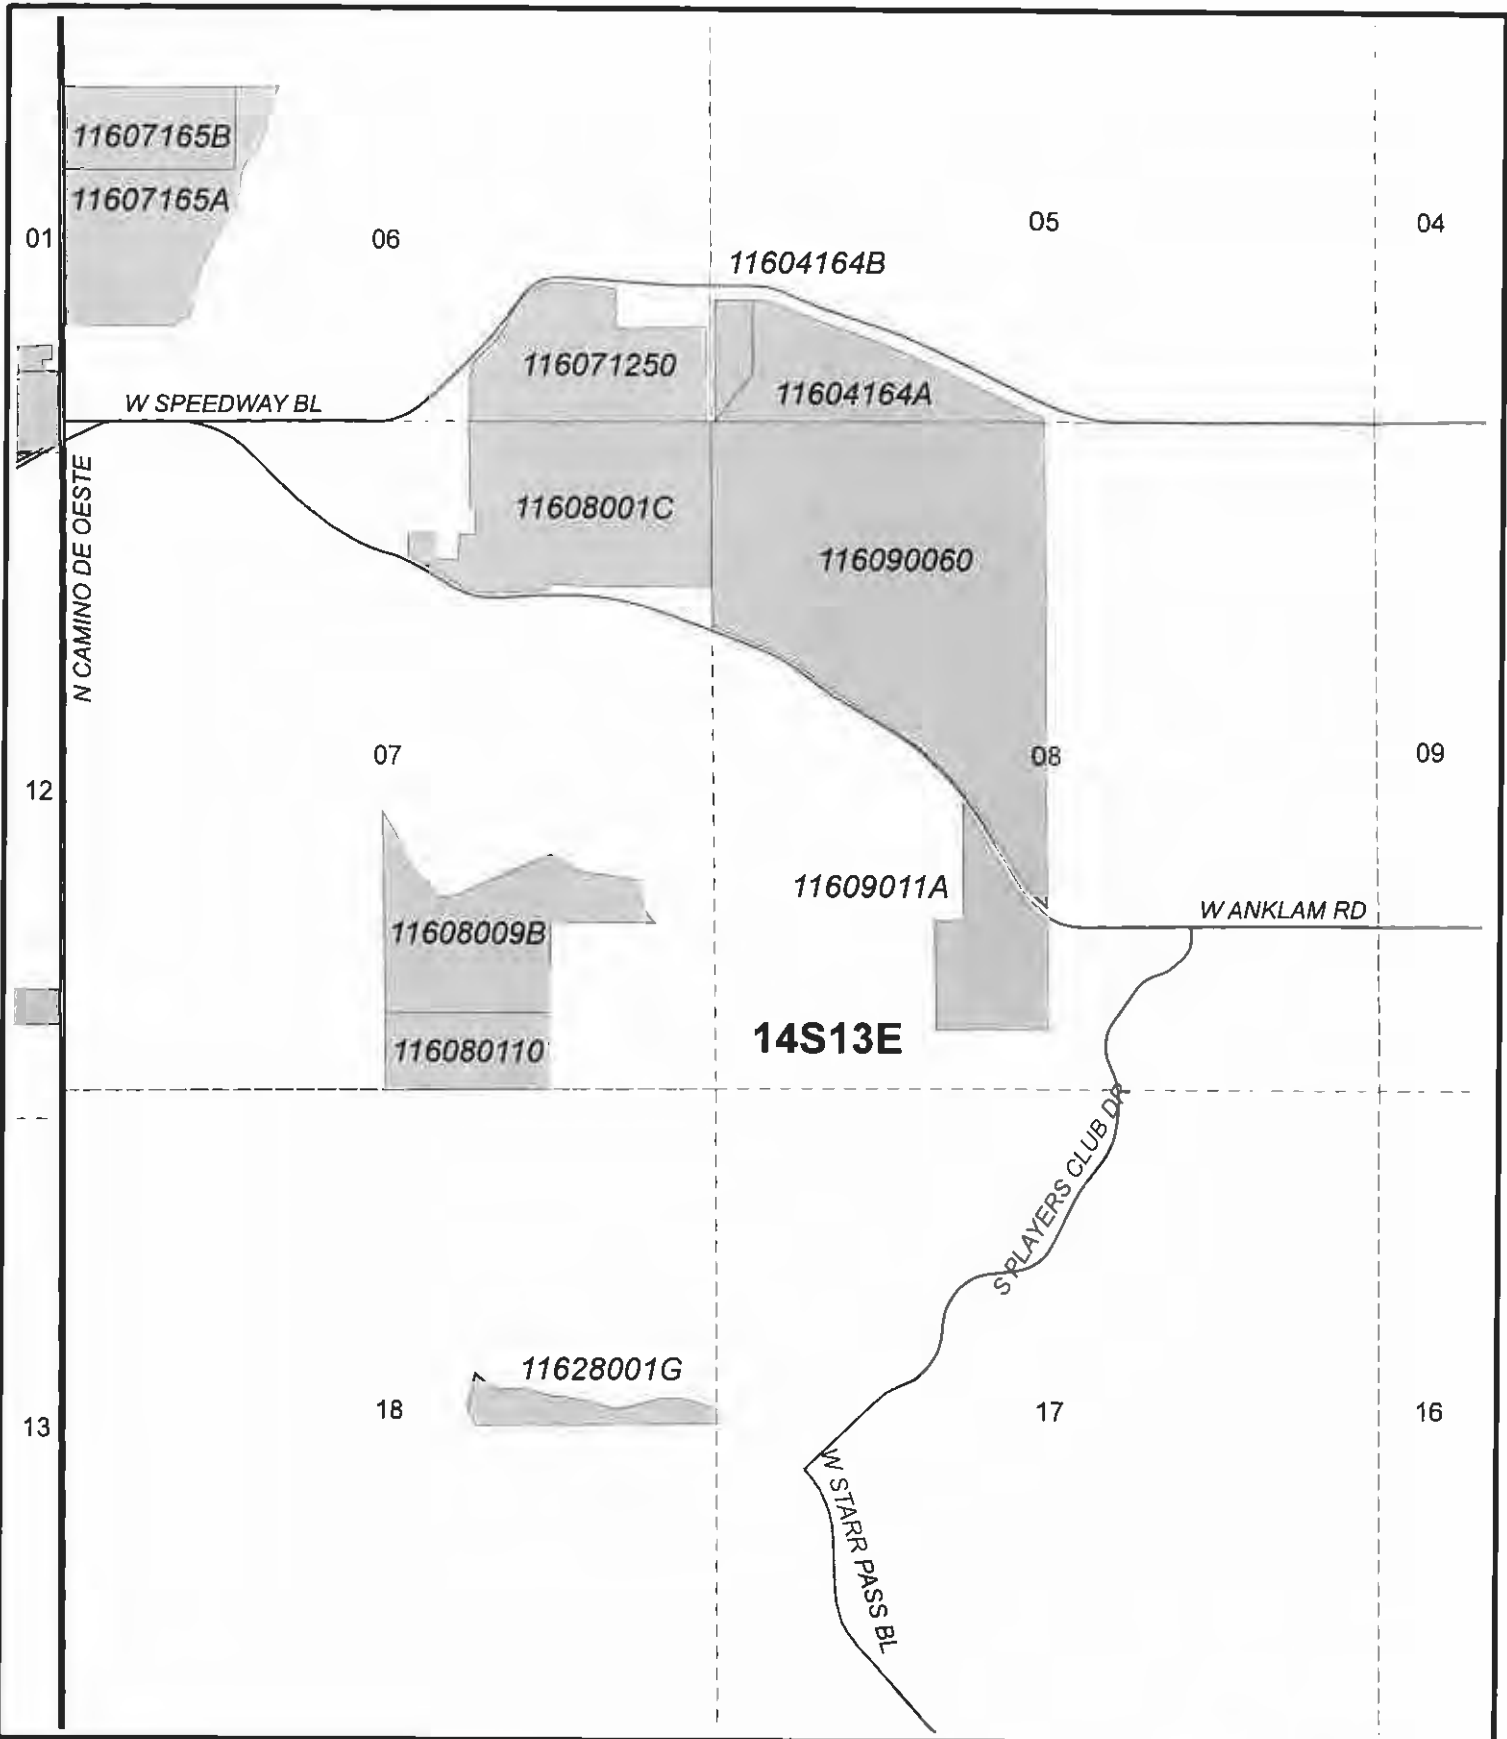 11607165B
11607165A
01
06
05
04
11604164B
116071250
11604164A
W SPEEDWAY BL
N CAMINO DE OESTE
11608001C
116090060
07
08
09
12
11609011A
W ANKLAM RD
11608009B
14S13E
116080110
S PLAYERS CLUB DR
11628001G
13
18
17
16
W STARR PASS BL